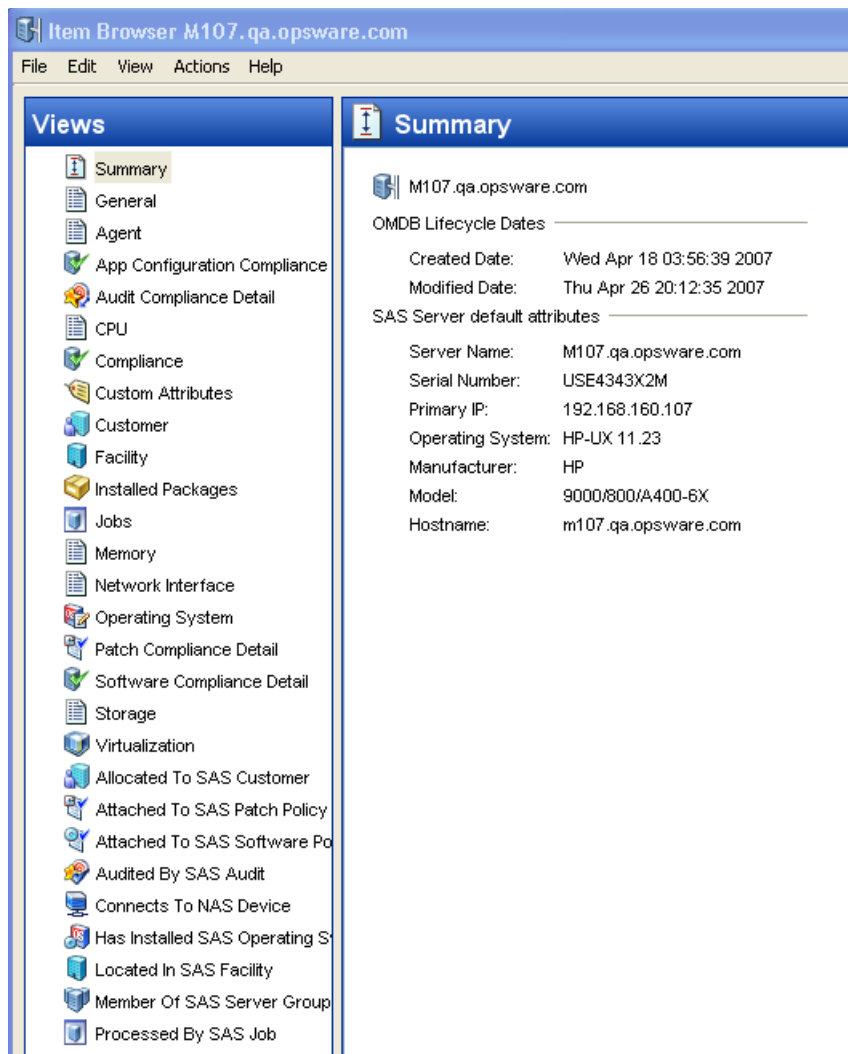 Item Browser M107.qa.opsware.com
File Edit View Actions Help
Views
Summary
General
Agent
App Configuration Compliance
Audit Compliance Detail
CPU
Compliance
Custom Attributes
Customer
Facility
Installed Packages
Jobs
Memory
Network Interface
Operating System
Patch Compliance Detail
Software Compliance Detail
Storage
Virtualization
Allocated To SAS Customer
Attached To SAS Patch Policy
Attached To SAS Software Po
Audited By SAS Audit
Connects To NAS Device
Has Installed SAS Operating S
Located In SAS Facility
Member Of SAS Server Group
Processed By SAS Job
Summary
M107.qa.opsware.com
OMDB Lifecycle Dates
Created Date: Wed Apr 18 03:56:39 2007
Modified Date: Thu Apr 26 20:12:35 2007
SAS Server default attributes
Server Name: M107.qa.opsware.com
Serial Number: USE4343X2M
Primary IP: 192.168.160.107
Operating System: HP-UX 11.23
Manufacturer: HP
Model: 9000/800/A400-6X
Hostname: m107.qa.opsware.com